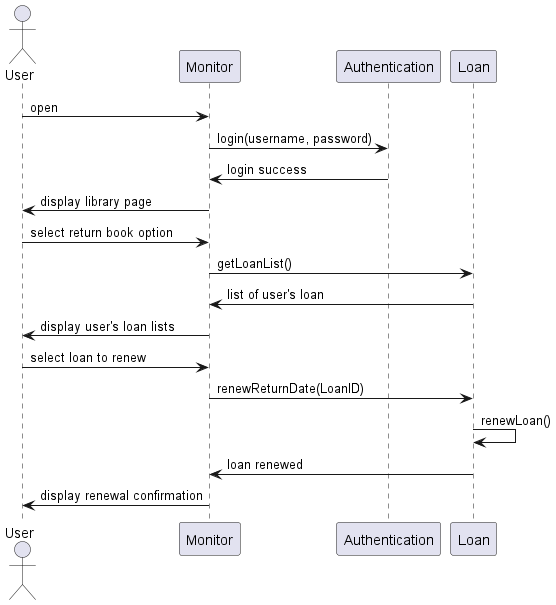 User
Monitor
Authentication
Loan
open
login(username, password)
login success
display library page
select return book option
getLoanList()
list of user's loan
display user's loan lists
select loan to renew
renewReturnDate(LoanID)
renewLoan()
loan renewed
display renewal confirmation
User
Monitor
Authentication
Loan